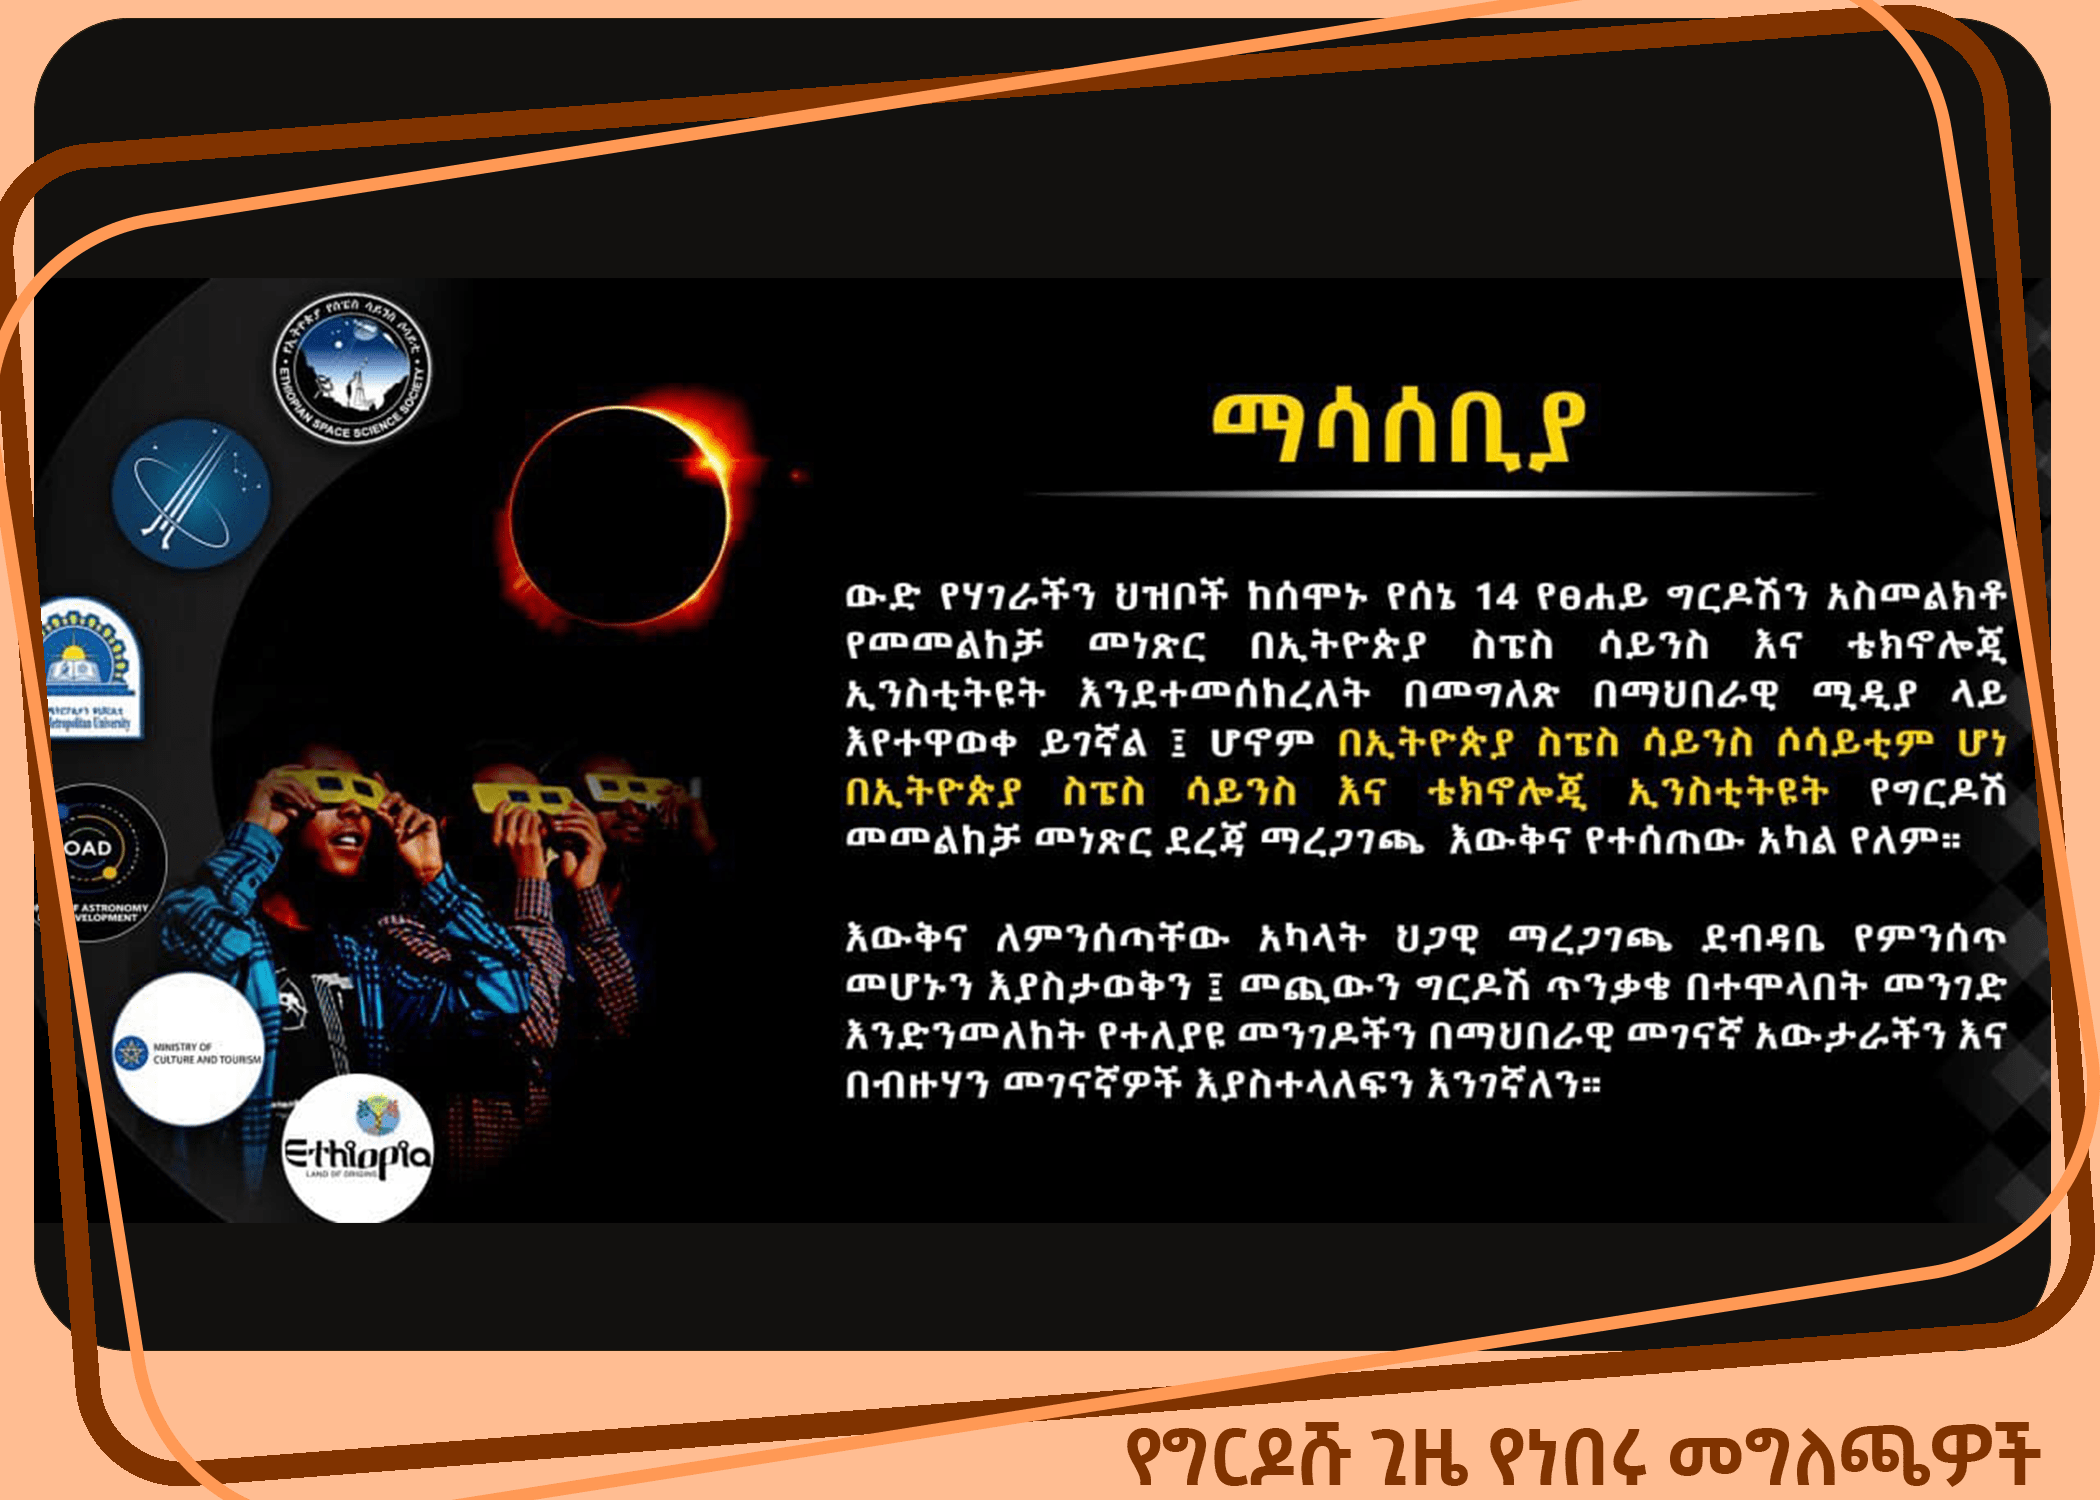 የኢትዮጵያ የስፔስ ሳይንስ ሶሳይቲ
ETHIOPIAN SPACE SCIENCE SOCIETY
etropolitan University
OAD
F ASTRONOMY
VELOPMENT
MINISTRY OF
CULTURE AND TOURISM
Ethiopia
LAND OF ORIGINS
ማሳሰቢያ
ውድ የሃገራችን ህዝቦች ከሰሞኑ የሰኔ 14 የፀሐይ ግርዶሽን አስመልክቶ
የመመልከቻ መነጽር በኢትዮጵያ ስፔስ ሳይንስ እና ቴክኖሎጂ
ኢንስቲትዩት እንደተመሰከረለት በመግለጽ በማህበራዊ ሚዲያ ላይ
እየተዋወቀ ይገኛል ፤ ሆኖም በኢትዮጵያ ስፔስ ሳይንስ ሶሳይቲም ሆነ
በኢትዮጵያ ስፔስ ሳይንስ እና ቴክኖሎጂ ኢንስቲትዩት የግርዶሽ
መመልከቻ መነጽር ደረጃ ማረጋገጫ እውቅና የተሰጠው አካል የለም።
እውቅና ለምንሰጣቸው አካላት ህጋዊ ማረጋገጫ ደብዳቤ የምንሰጥ
መሆኑን እያስታወቅን ፤ መጪውን ግርዶሽ ጥንቃቄ በተሞላበት መንገድ
እንድንመለከት የተለያዩ መንገዶችን በማህበራዊ መገናኛ አውታራችን እና
በብዙሃን መገናኛዎች እያስተላለፍን እንገኛለን።
የግርዶሹ ጊዜ የነበሩ መግለጫዎች